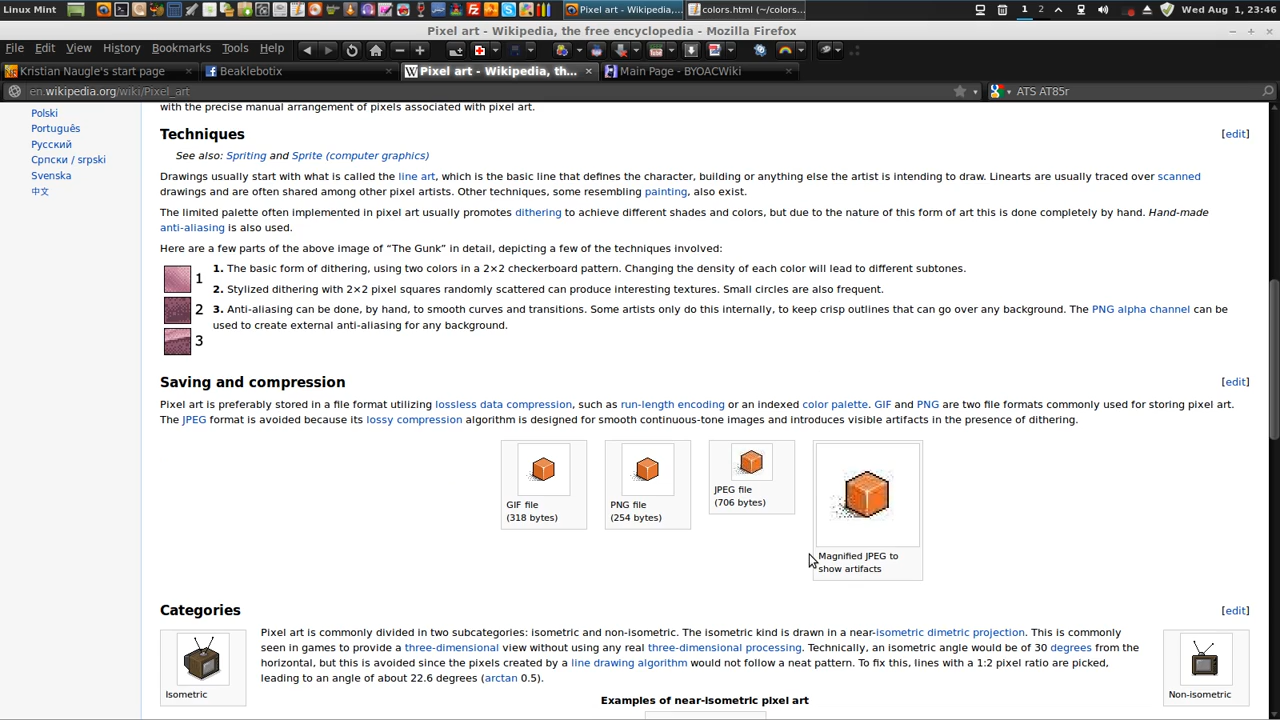 Linux Mint
Pixel art - Wikipedia,...
colors.html (~/colors...
1 2
Wed Aug 1, 23:46
Pixel art - Wikipedia, the free encyclopedia - Mozilla Firefox
File Edit View History Bookmarks Tools Help
Kristian Naugle's start page
Beaklebotix
Pixel art - Wikipedia, th...
Main Page - BYOACWiki
en.wikipedia.org/wiki/Pixel_art
ATS AT85r
Polski
Português
Русский
Српски / srpski
Svenska
中文
with the precise manual arrangement of pixels associated with pixel art.
Techniques [edit]
See also: Spriting and Sprite (computer graphics)
Drawings usually start with what is called the line art, which is the basic line that defines the character, building or anything else the artist is intending to draw. Linearts are usually traced over scanned
drawings and are often shared among other pixel artists. Other techniques, some resembling painting, also exist.
The limited palette often implemented in pixel art usually promotes dithering to achieve different shades and colors, but due to the nature of this form of art this is done completely by hand. Hand-made
anti-aliasing is also used.
Here are a few parts of the above image of “The Gunk” in detail, depicting a few of the techniques involved:
1
2
3
1. The basic form of dithering, using two colors in a 2×2 checkerboard pattern. Changing the density of each color will lead to different subtones.
2. Stylized dithering with 2×2 pixel squares randomly scattered can produce interesting textures. Small circles are also frequent.
3. Anti-aliasing can be done, by hand, to smooth curves and transitions. Some artists only do this internally, to keep crisp outlines that can go over any background. The PNG alpha channel can be
used to create external anti-aliasing for any background.
Saving and compression [edit]
Pixel art is preferably stored in a file format utilizing lossless data compression, such as run-length encoding or an indexed color palette. GIF and PNG are two file formats commonly used for storing pixel art.
The JPEG format is avoided because its lossy compression algorithm is designed for smooth continuous-tone images and introduces visible artifacts in the presence of dithering.
GIF file
(318 bytes)
PNG file
(254 bytes)
JPEG file
(706 bytes)
Magnified JPEG to
show artifacts
Categories [edit]
Isometric
Pixel art is commonly divided in two subcategories: isometric and non-isometric. The isometric kind is drawn in a near-isometric dimetric projection. This is commonly
seen in games to provide a three-dimensional view without using any real three-dimensional processing. Technically, an isometric angle would be of 30 degrees from the
horizontal, but this is avoided since the pixels created by a line drawing algorithm would not follow a neat pattern. To fix this, lines with a 1:2 pixel ratio are picked,
leading to an angle of about 22.6 degrees (arctan 0.5).
Non-isometric
Examples of near-isometric pixel art